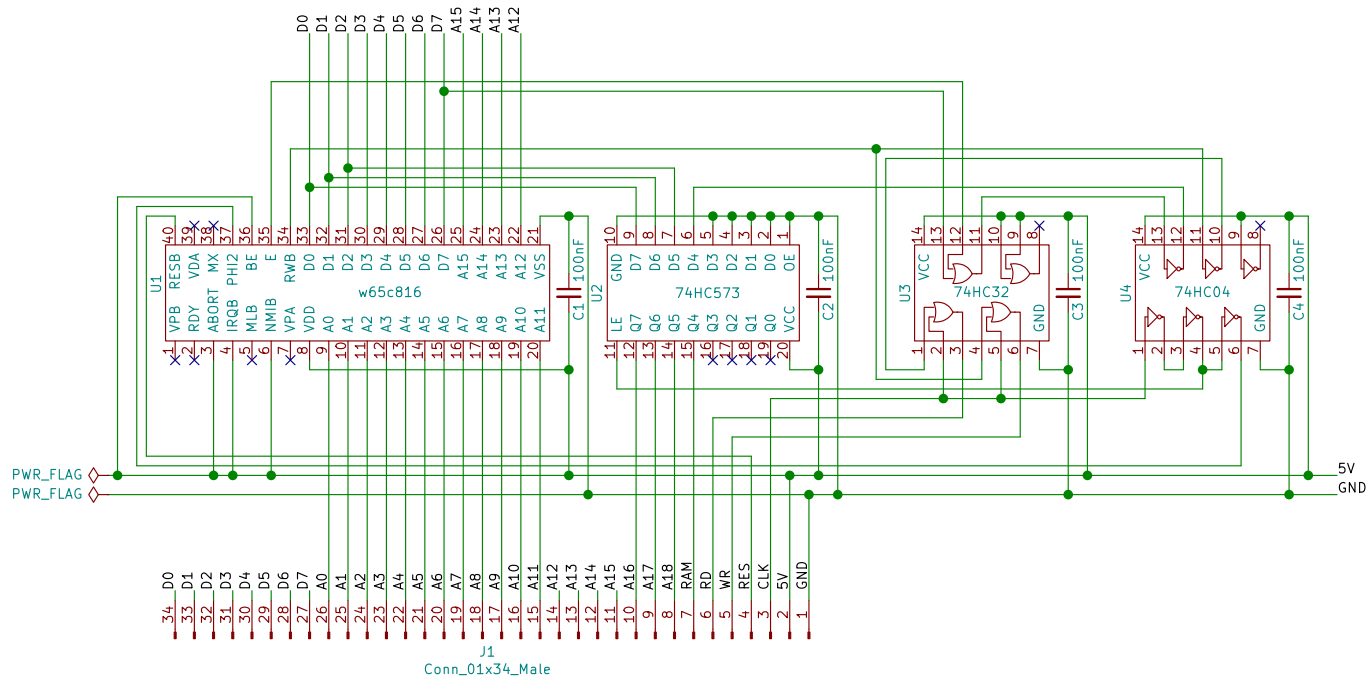 D0 D1 D2 D3 D4 D5 D6 D7 A15 A14 A13 A12
40 39 38 37 36 35 34 33 32 31 30 29 28 27 26 25 24 23 22 21
RESB VDA MX PHI2 BE E RWB D0 D1 D2 D3 D4 D5 D6 D7 A15 A14 A13 A12 VSS
U1
w65c816
VPB RDY ABORT IRQB MLB NMIB VPA VDD A0 A1 A2 A3 A4 A5 A6 A7 A8 A9 A10 A11
1 2 3 4 5 6 7 8 9 10 11 12 13 14 15 16 17 18 19 20
100nF
C1
10 9 8 7 6 5 4 3 2 1
GND D7 D6 D5 D4 D3 D2 D1 D0 OE
U2
74HC573
LE Q7 Q6 Q5 Q4 Q3 Q2 Q1 Q0 VCC
11 12 13 14 15 16 17 18 19 20
100nF
C2
14 13 12 11 10 9 8
VCC
U3
74HC32
GND
1 2 3 4 5 6 7
100nF
C3
14 13 12 11 10 9 8
VCC
U4
74HC04
GND
1 2 3 4 5 6 7
100nF
C4
PWR_FLAG
5V
PWR_FLAG
GND
D0 D1 D2 D3 D4 D5 D6 D7 A0 A1 A2 A3 A4 A5 A6 A7 A8 A9 A10 A11 A12 A13 A14 A15 A16 A17 A18 RAM RD WR RES CLK 5V GND
34 33 32 31 30 29 28 27 26 25 24 23 22 21 20 19 18 17 16 15 14 13 12 11 10 9 8 7 6 5 4 3 2 1
J1
Conn_01x34_Male